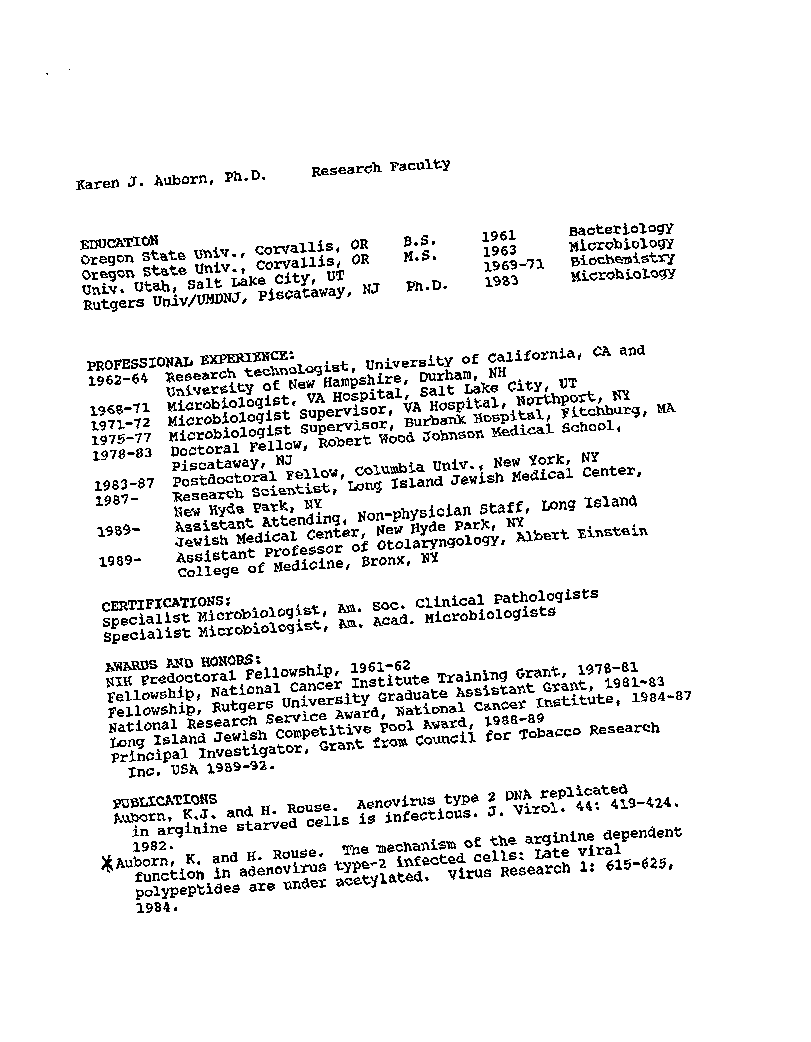 Karen J. Auborn, Ph.D. Research Faculty
EDUCATION
Oregon State Univ., Corvallis, OR B.S. 1961 Bacteriology
Oregon State Univ., Corvallis, OR M.S. 1963 Microbiology
Univ. Utah, Salt Lake City, UT 1969-71 Biochemistry
Rutgers Univ/UMDNJ, Piscataway, NJ Ph.D. 1983 Microbiology
PROFESSIONAL EXPERIENCE:
1962-64 Research technologist, University of California, CA and
University of New Hampshire, Durham, NH
1968-71 Microbiologist, VA Hospital, Salt Lake City, UT
1971-72 Microbiologist Supervisor, VA Hospital, Northport, NY
1975-77 Microbiologist Supervisor, Burbank Hospital, Fitchburg, MA
1978-83 Doctoral Fellow, Robert Wood Johnson Medical School,
Piscataway, NJ
1983-87 Postdoctoral Fellow, Columbia Univ., New York, NY
1987- Research Scientist, Long Island Jewish Medical Center,
New Hyde Park, NY
1989- Assistant Attending, Non-physician Staff, Long Island
Jewish Medical Center, New Hyde Park, NY
1989- Assistant Professor of Otolaryngology, Albert Einstein
College of Medicine, Bronx, NY
CERTIFICATIONS:
Specialist Microbiologist, Am. Soc. Clinical Pathologists
Specialist Microbiologist, Am. Acad. Microbiologists
AWARDS AND HONORS:
NIH Predoctoral Fellowship, 1961-62
Fellowship, National Cancer Institute Training Grant, 1978-81
Fellowship, Rutgers University Graduate Assistant Grant, 1981-83
National Research Service Award, National Cancer Institute, 1984-87
Long Island Jewish Competitive Pool Award, 1988-89
Principal Investigator, Grant from Council for Tobacco Research
Inc. USA 1989-92.
PUBLICATIONS
Auborn, K.J. and H. Rouse. Aenovirus type 2 DNA replicated
in arginine starved cells is infectious. J. Virol. 44: 419-424.
1982.
Auborn, K. and H. Rouse. The mechanism of the arginine dependent
function in adenovirus type-2 infected cells: Late viral
polypeptides are under acetylated. Virus Research 1: 615-625,
1984.